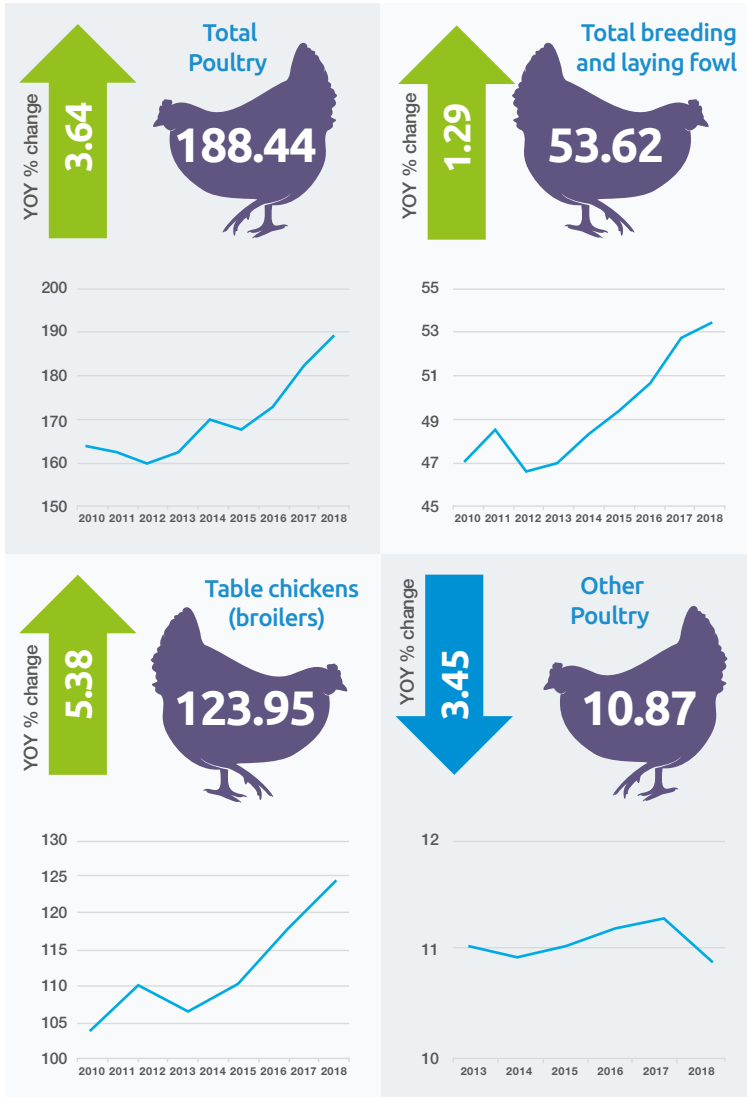 Total
Poultry
YOY % change
3.64
188.44
200
190
180
170
160
150
2010 2011 2012 2013 2014 2015 2016 2017 2018
Total breeding
and laying fowl
YOY % change
1.29
53.62
55
53
51
49
47
45
2010 2011 2012 2013 2014 2015 2016 2017 2018
Table chickens
(broilers)
YOY % change
5.38
123.95
130
125
120
115
110
105
100
2010 2011 2012 2013 2014 2015 2016 2017 2018
Other
Poultry
YOY % change
3.45
10.87
12
11
10
2013 2014 2015 2016 2017 2018